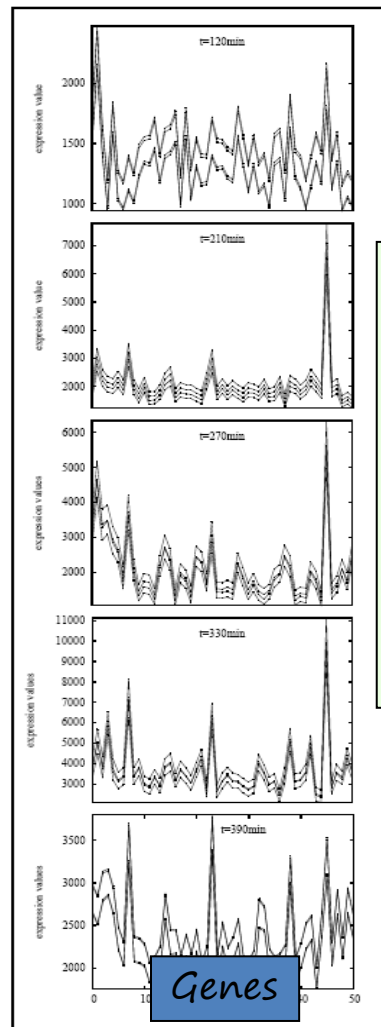 t=120min
expression value
2000
1500
1000
t=210min
expression value
7000
6000
5000
4000
3000
2000
t=270min
expression values
6000
5000
4000
3000
2000
t=330min
expression values
11000
10000
9000
8000
7000
6000
5000
4000
3000
t=390min
expression values
3500
3000
2500
2000
0
50
Genes